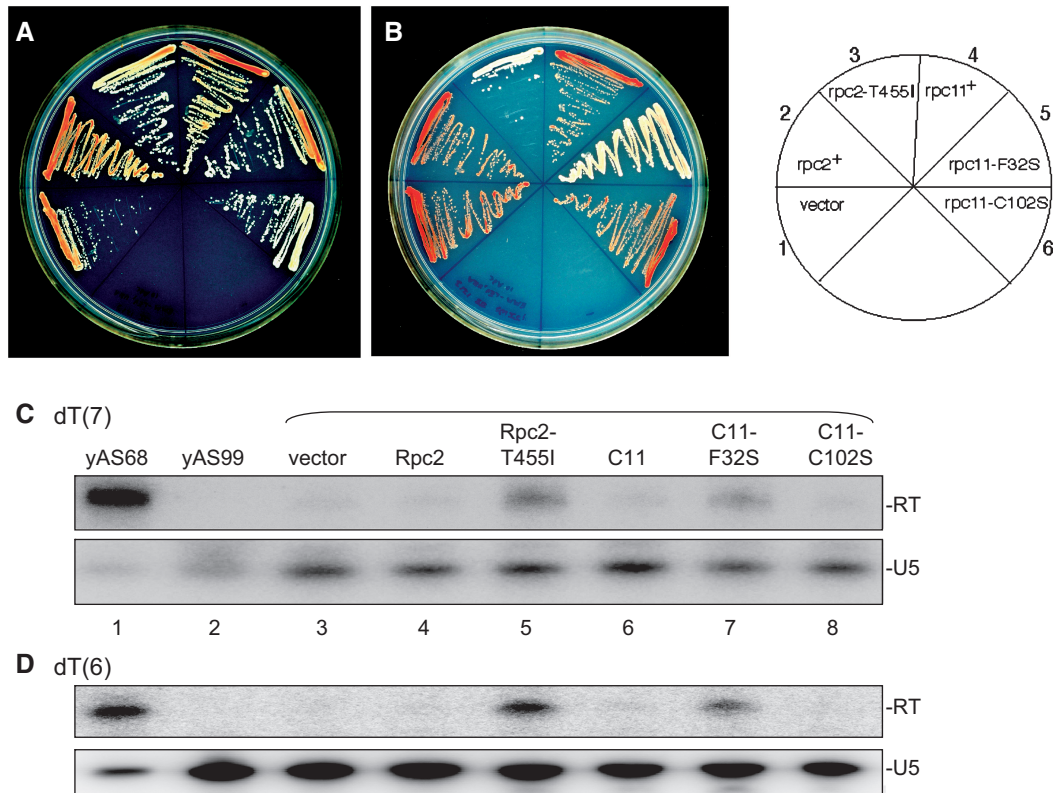 A
B
3 4
rpc2-T455I rpc11+
2 5
rpc2+ rpc11-F32S
vector rpc11-C102S
1 6
C dT(7)
Rpc2- C11- C11-
yAS68 yAS99 vector Rpc2 T455I C11 F32S C102S
-RT
-U5
1 2 3 4 5 6 7 8
D dT(6)
-RT
-U5